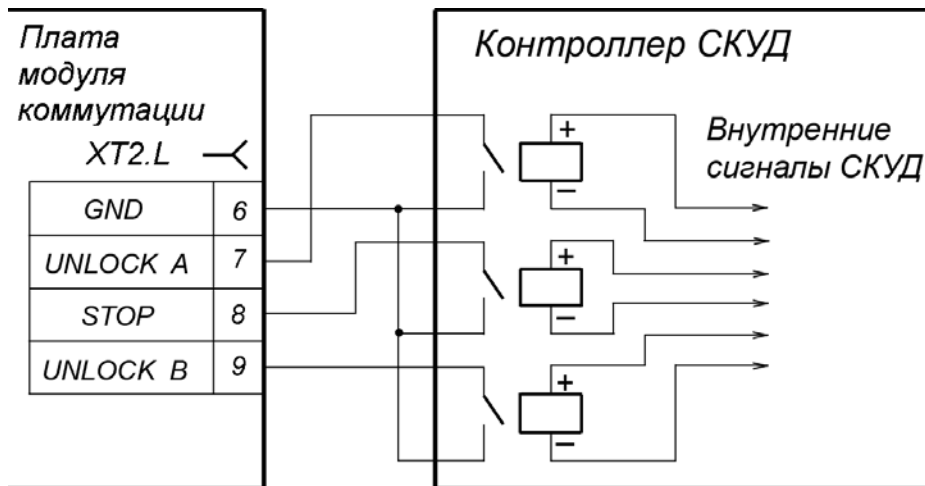 Плата
модуля
коммутации
XT2.L
GND 6
UNLOCK A 7
STOP 8
UNLOCK B 9
Контроллер СКУД
Внутренние
сигналы СКУД
+
−
+
−
+
−